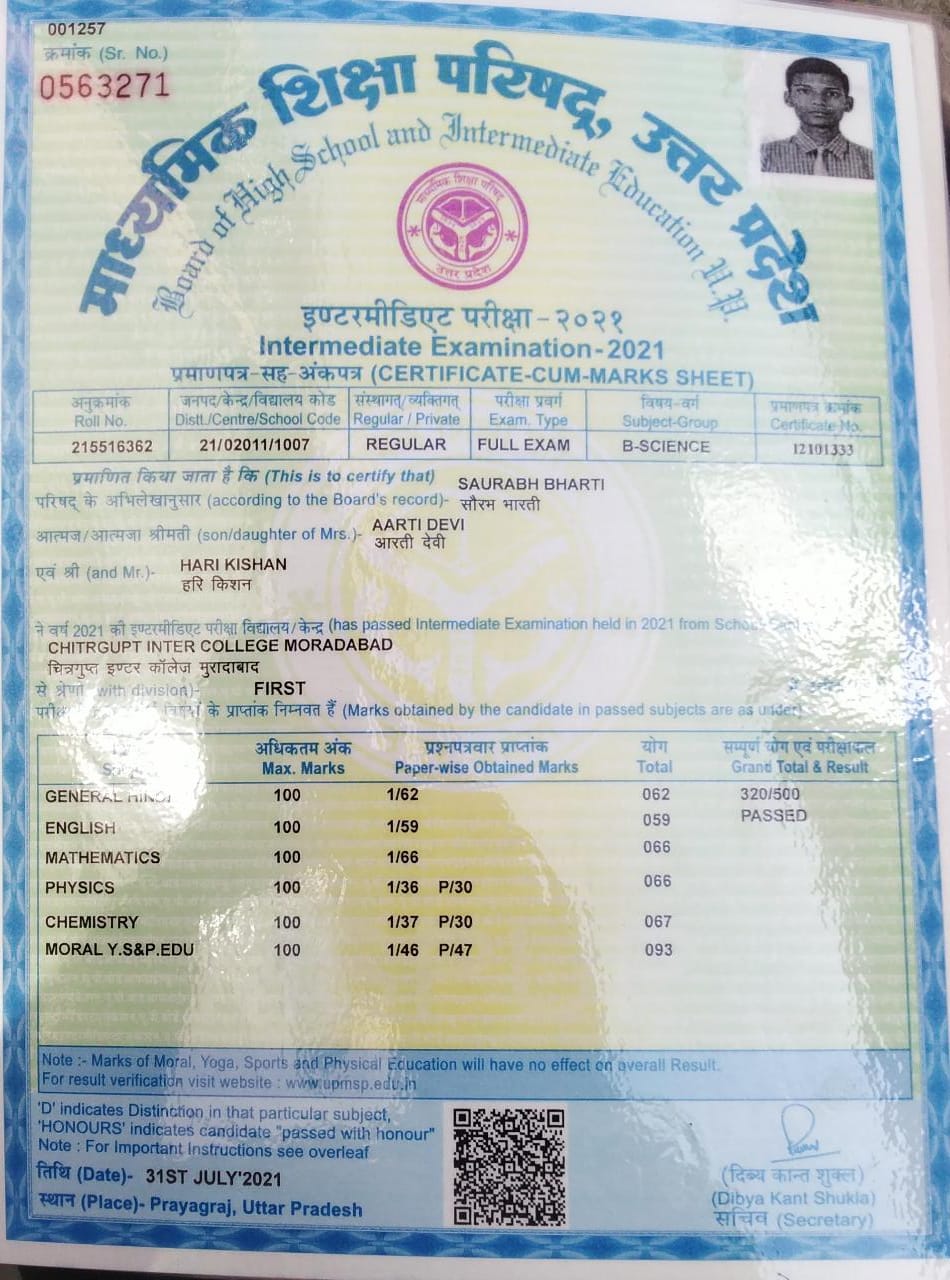 001257
क्रमांक (Sr. No.)
0563271
माध्यमिक शिक्षा परिषद्, उत्तर प्रदेश
Board of High School and Intermediate Education U.P.
माध्यमिक शिक्षा परिषद
उत्तर प्रदेश
इण्टरमीडिएट परीक्षा - २०२१
Intermediate Examination-2021
प्रमाणपत्र-सह-अंकपत्र (CERTIFICATE-CUM-MARKS SHEET)
अनुक्रमांक जनपद/केन्द्र/विद्यालय कोड संस्थागत/व्यक्तिगत परीक्षा प्रवर्ग विषय-वर्ग प्रमाणपत्र क्रमांक
Roll No. Distt./Centre/School Code Regular / Private Exam. Type Subject-Group Certificate No.
215516362 21/02011/1007 REGULAR FULL EXAM B-SCIENCE 12101333
प्रमाणित किया जाता है कि (This is to certify that) SAURABH BHARTI
परिषद् के अभिलेखानुसार (according to the Board's record)- सौरभ भारती
आत्मज/आत्मजा श्रीमती (son/daughter of Mrs.)- AARTI DEVI
आरती देवी
एवं श्री (and Mr.)- HARI KISHAN
हरि किशन
ने वर्ष 2021 की इण्टरमीडिएट परीक्षा विद्यालय/केन्द्र (has passed Intermediate Examination held in 2021 from
CHITRGUPT INTER COLLEGE MORADABAD
चित्रगुप्त इण्टर कॉलेज मुरादाबाद
से श्रेणी with division)- FIRST
के प्राप्तांक निम्नवत हैं (Marks obtained by the candidate in passed subjects are as under)
अधिकतम अंक प्रश्नपत्रवार प्राप्तांक योग सम्पूर्ण योग एवं परीक्षाफल
Max. Marks Paper-wise Obtained Marks Total Grand Total & Result
GENERAL HINDI 100 1/62 062 320/500
ENGLISH 100 1/59 059 PASSED
MATHEMATICS 100 1/66 066
PHYSICS 100 1/36 P/30 066
CHEMISTRY 100 1/37 P/30 067
MORAL Y.S&P.EDU 100 1/46 P/47 093
Note :- Marks of Moral, Yoga, Sports and Physical Education will have no effect on overall Result.
For result verification visit website : www.upmsp.edu.in
'D' indicates Distinction in that particular subject,
'HONOURS' indicates candidate "passed with honour"
Note : For Important Instructions see overleaf
तिथि (Date)- 31ST JULY'2021
स्थान (Place)- Prayagraj, Uttar Pradesh
(दिब्य कान्त शुक्ल)
(Dibya Kant Shukla)
सचिव (Secretary)